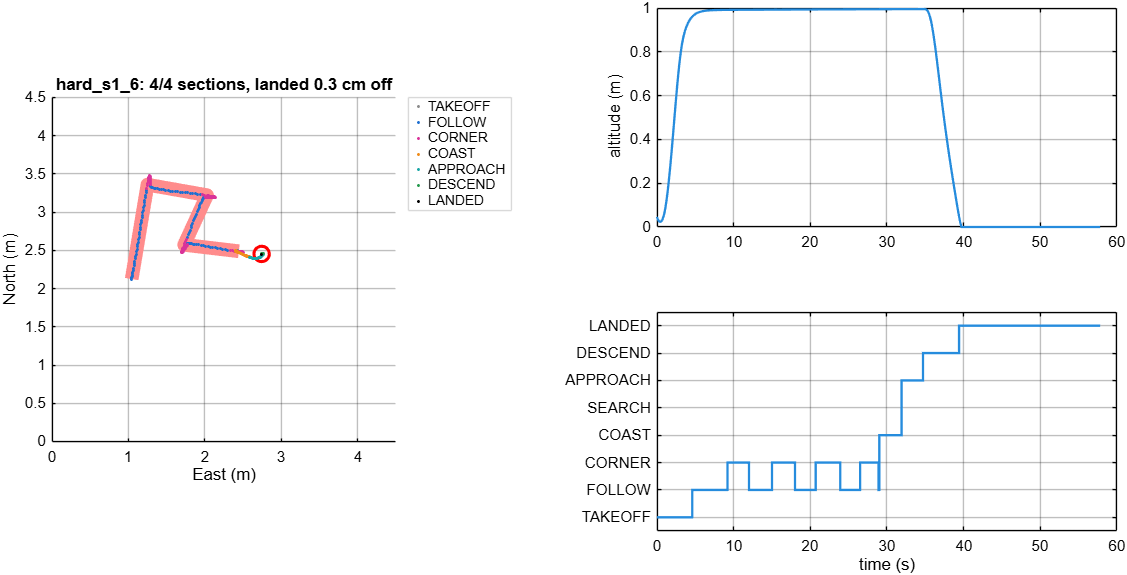 hard_s1_6: 4/4 sections, landed 0.3 cm off
4.5
4
3.5
3
2.5
2
1.5
1
0.5
0
North (m)
0 1 2 3 4
East (m)
TAKEOFF
FOLLOW
CORNER
COAST
APPROACH
DESCEND
LANDED
1
0.8
0.6
0.4
0.2
0
altitude (m)
0 10 20 30 40 50 60
LANDED
DESCEND
APPROACH
SEARCH
COAST
CORNER
FOLLOW
TAKEOFF
0 10 20 30 40 50 60
time (s)